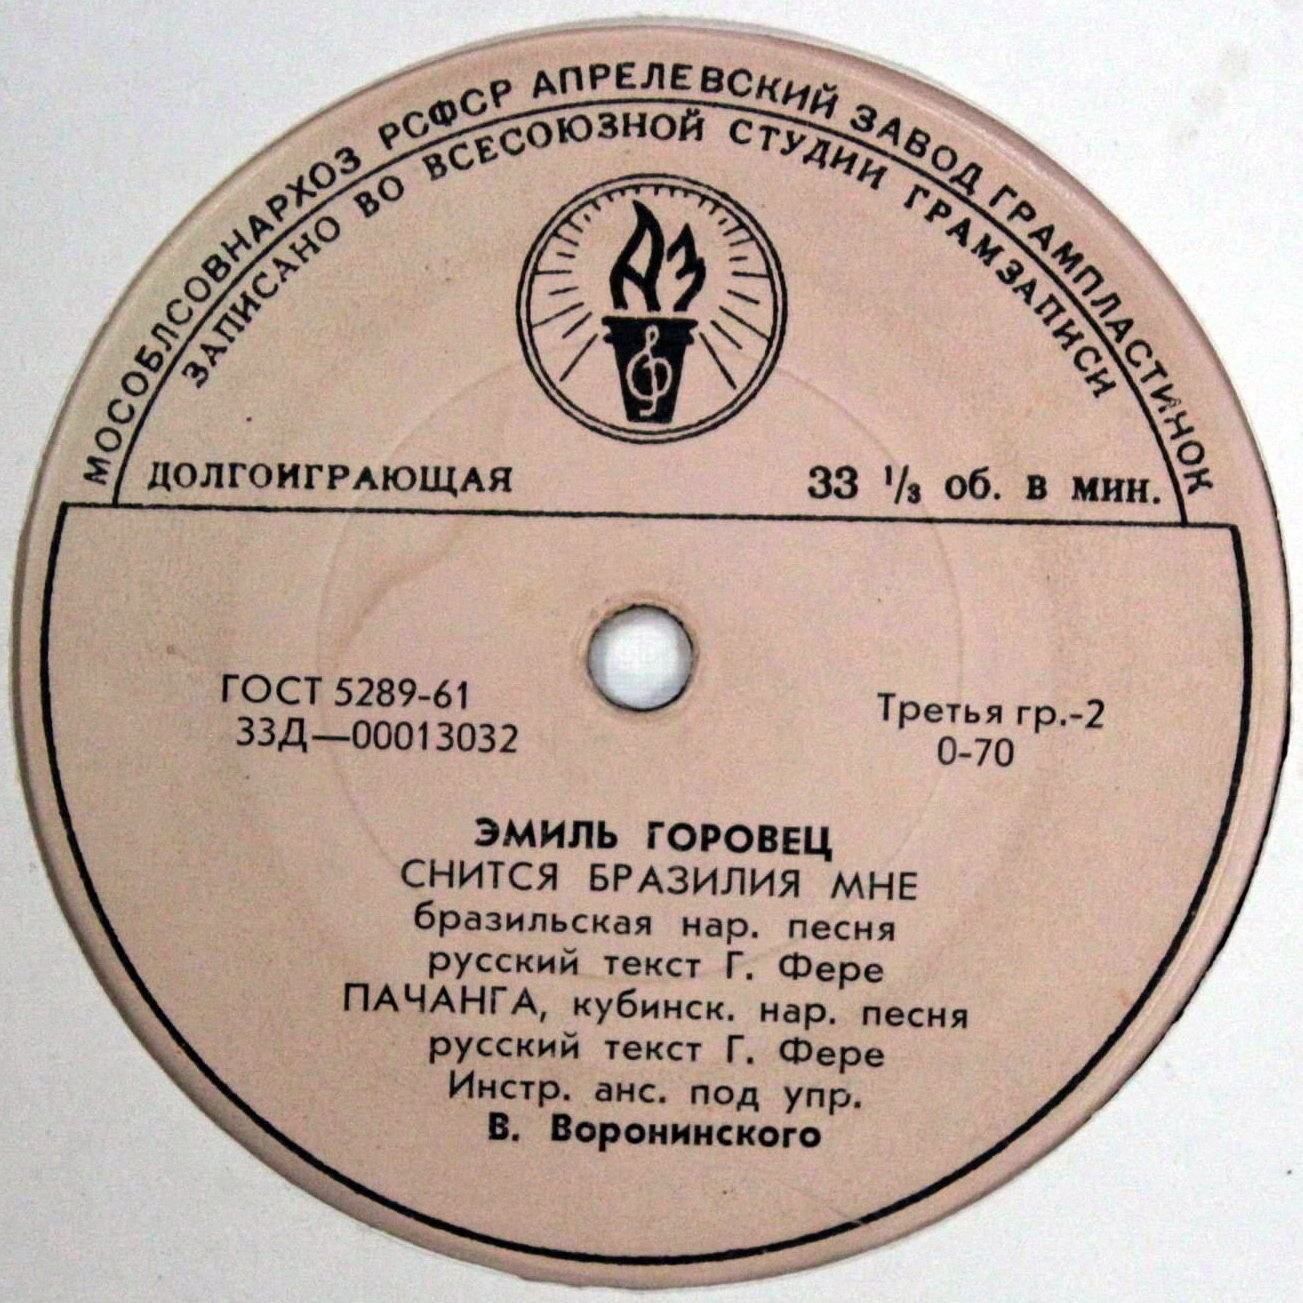 МОСОБЛСОВНАРХОЗ РСФСР АПРЕЛЕВСКИЙ ЗАВОД ГРАМПЛАСТИНОК
ЗАПИСАНО ВО ВСЕСОЮЗНОЙ СТУДИИ ГРАМЗАПИСИ
АЗ
ДОЛГОИГРАЮЩАЯ
33 1/3 об. в мин.
ГОСТ 5289-61
33Д—00013032
Третья гр.-2
0-70
ЭМИЛЬ ГОРОВЕЦ
СНИТСЯ БРАЗИЛИЯ МНЕ
бразильская нар. песня
русский текст Г. Фере
ПАЧАНГА, кубинск. нар. песня
русский текст Г. Фере
Инстр. анс. под упр.
В. Воронинского